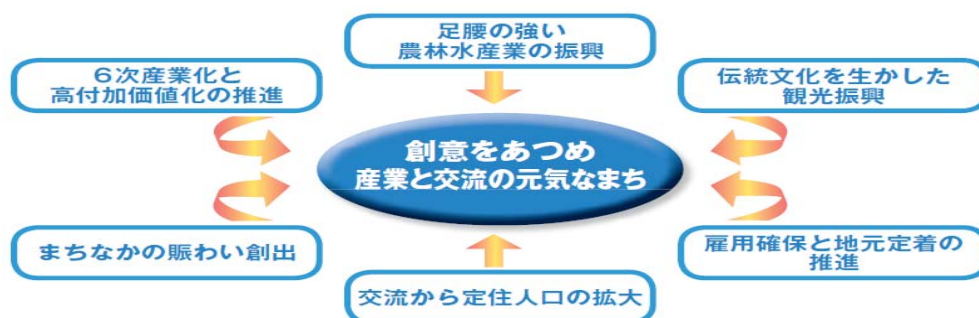 足腰の強い
農林水産業の振興
６次産業化と
高付加価値化の推進
伝統文化を生かした
観光振興
創意をあつめ
産業と交流の元気なまち
まちなかの賑わい創出
雇用確保と地元定着の
推進
交流から定住人口の拡大